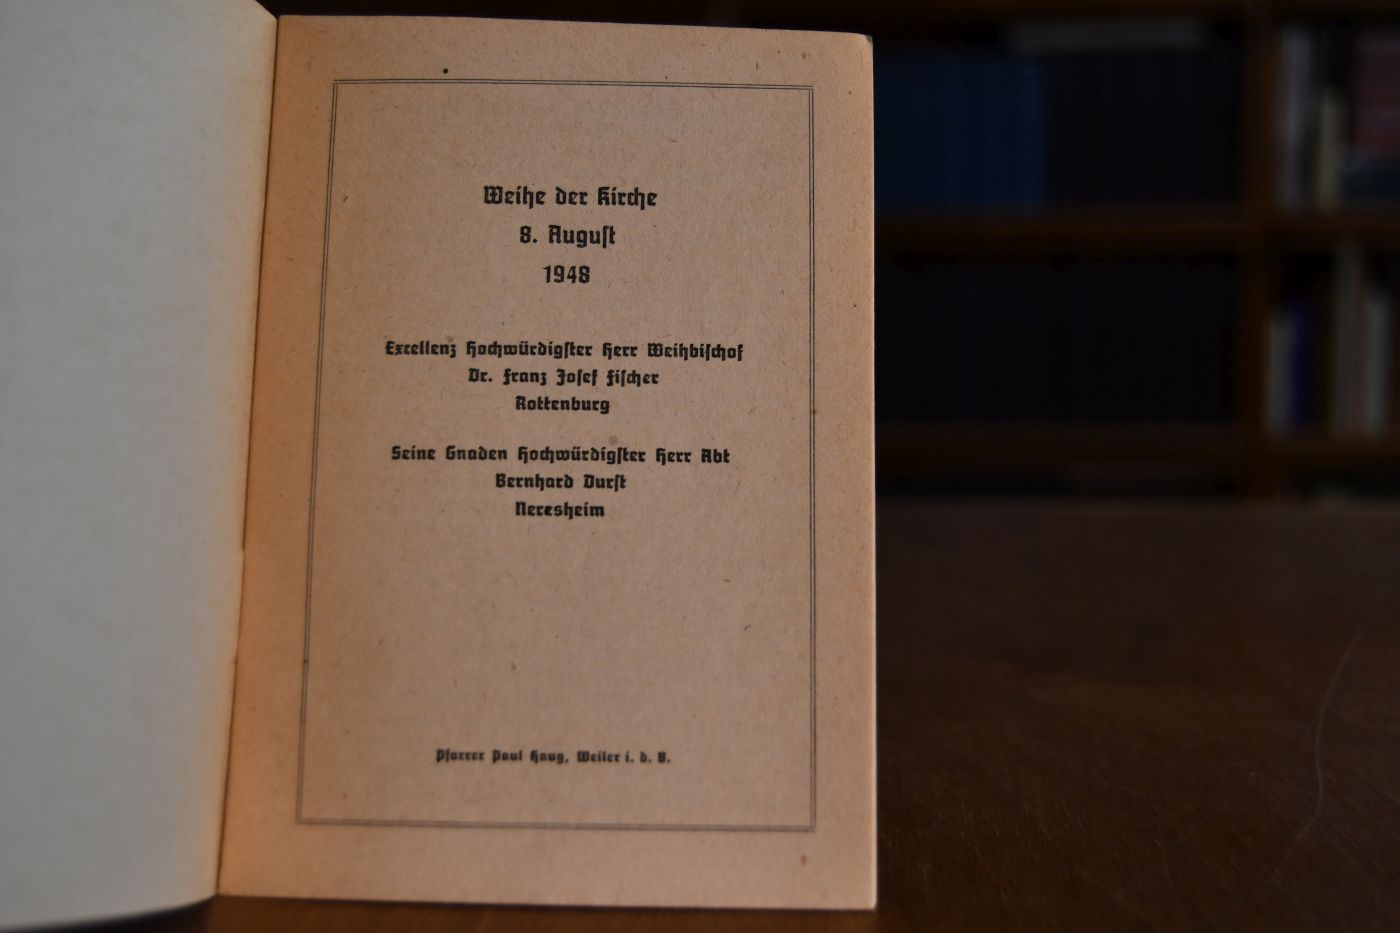 Weihe der Kirche
8. Auguſt
1948
Excellenz Hochwürdigſter Herr Weihbiſchof
Dr. Franz Joſef Fiſcher
Rottenburg
Seine Gnaden Hochwürdigſter Herr Abt
Bernhard Durſt
Neresheim
Pfarrer Paul Haug, Weiler i. d. B.